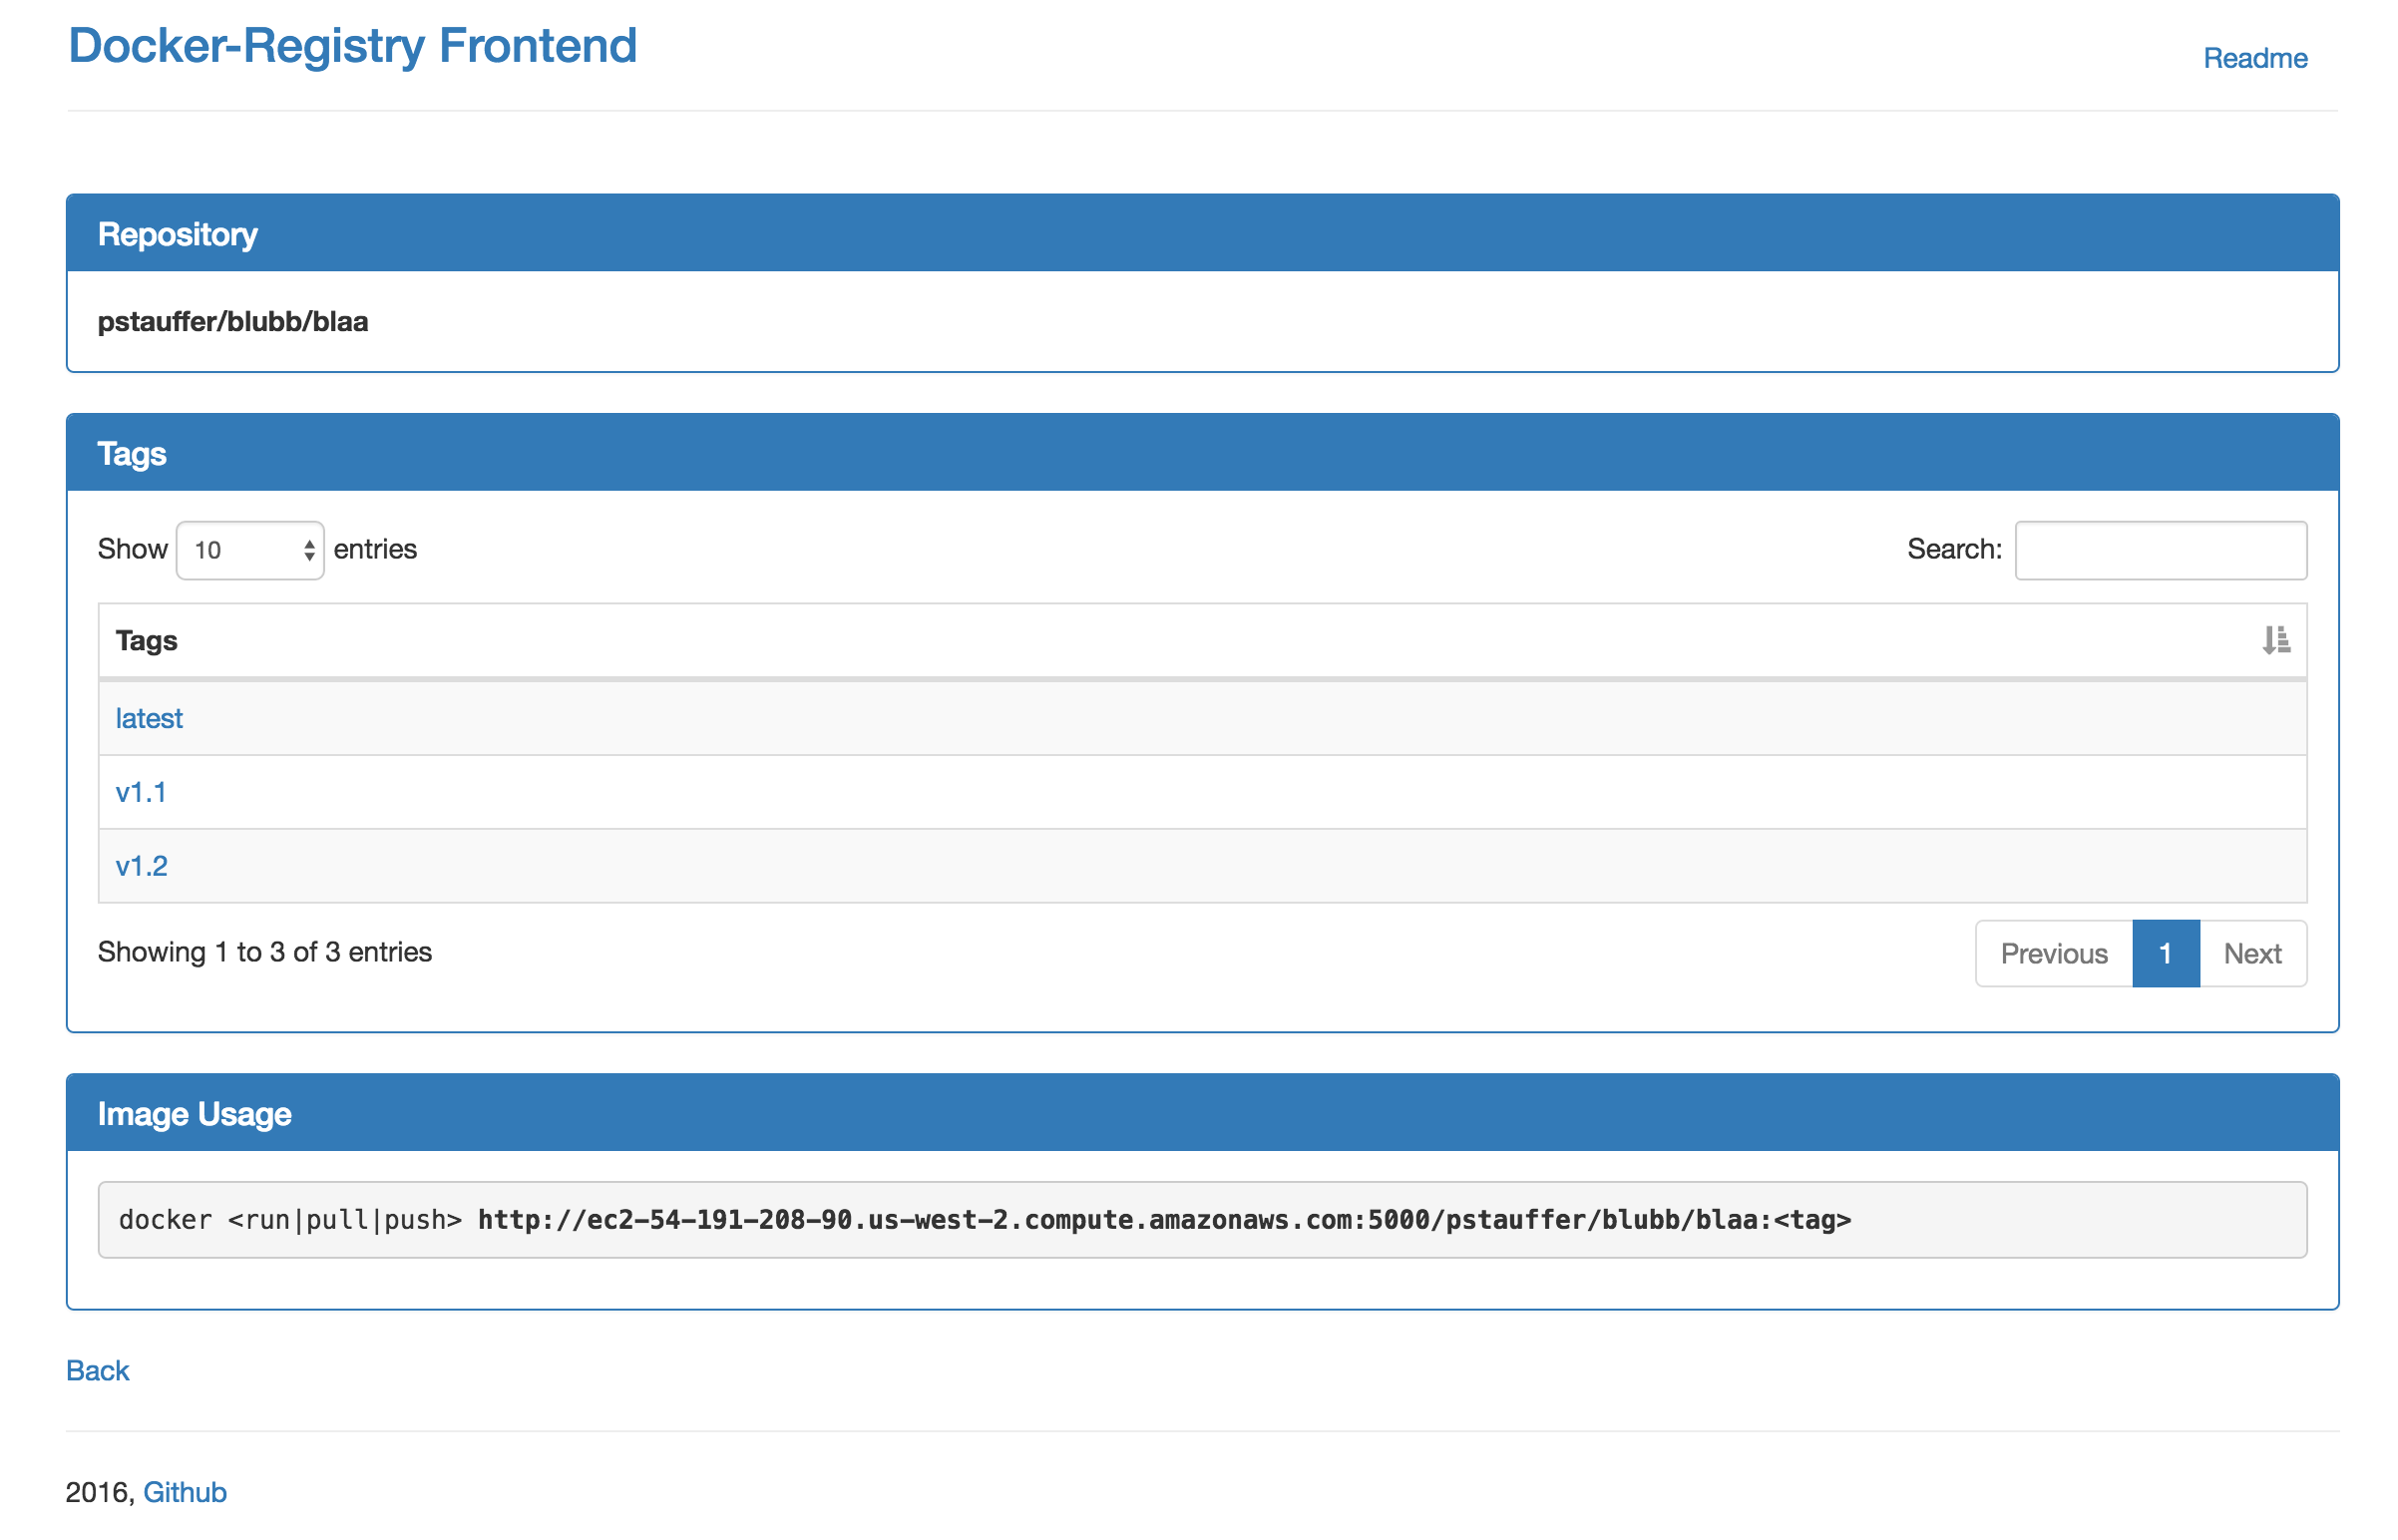 Docker-Registry Frontend
Readme
Repository
pstauffer/blubb/blaa
Tags
Show 10 entries
Search:
Tags
latest
v1.1
v1.2
Showing 1 to 3 of 3 entries
Previous 1 Next
Image Usage
docker <run|pull|push> http://ec2-54-191-208-90.us-west-2.compute.amazonaws.com:5000/pstauffer/blubb/blaa:<tag>
Back
2016, Github